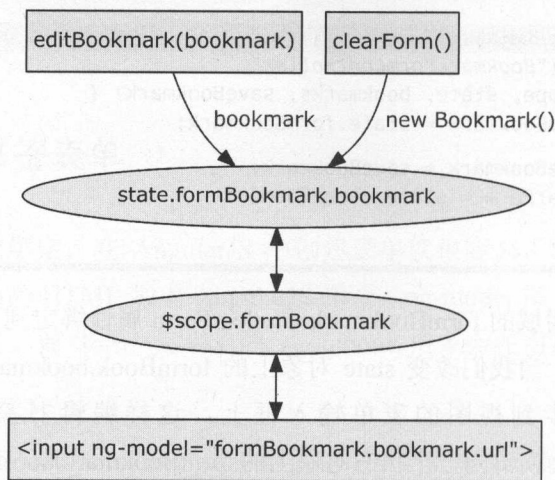 editBookmark(bookmark) clearForm()
bookmark new Bookmark()
state.formBookmark.bookmark
$scope.formBookmark
<input ng-model="formBookmark.bookmark.url">